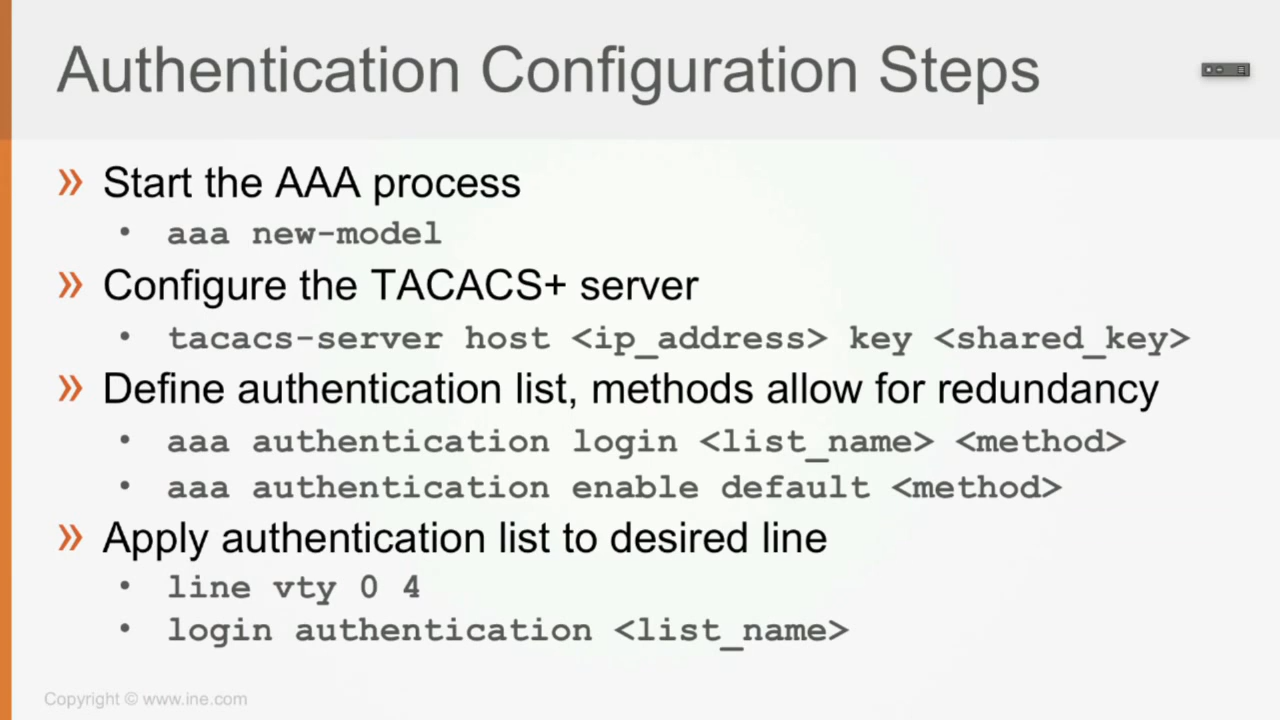 Authentication Configuration Steps
» Start the AAA process
• aaa new-model
» Configure the TACACS+ server
• tacacs-server host <ip_address> key <shared_key>
» Define authentication list, methods allow for redundancy
• aaa authentication login <list_name> <method>
• aaa authentication enable default <method>
» Apply authentication list to desired line
• line vty 0 4
• login authentication <list_name>
Copyright © www.ine.com